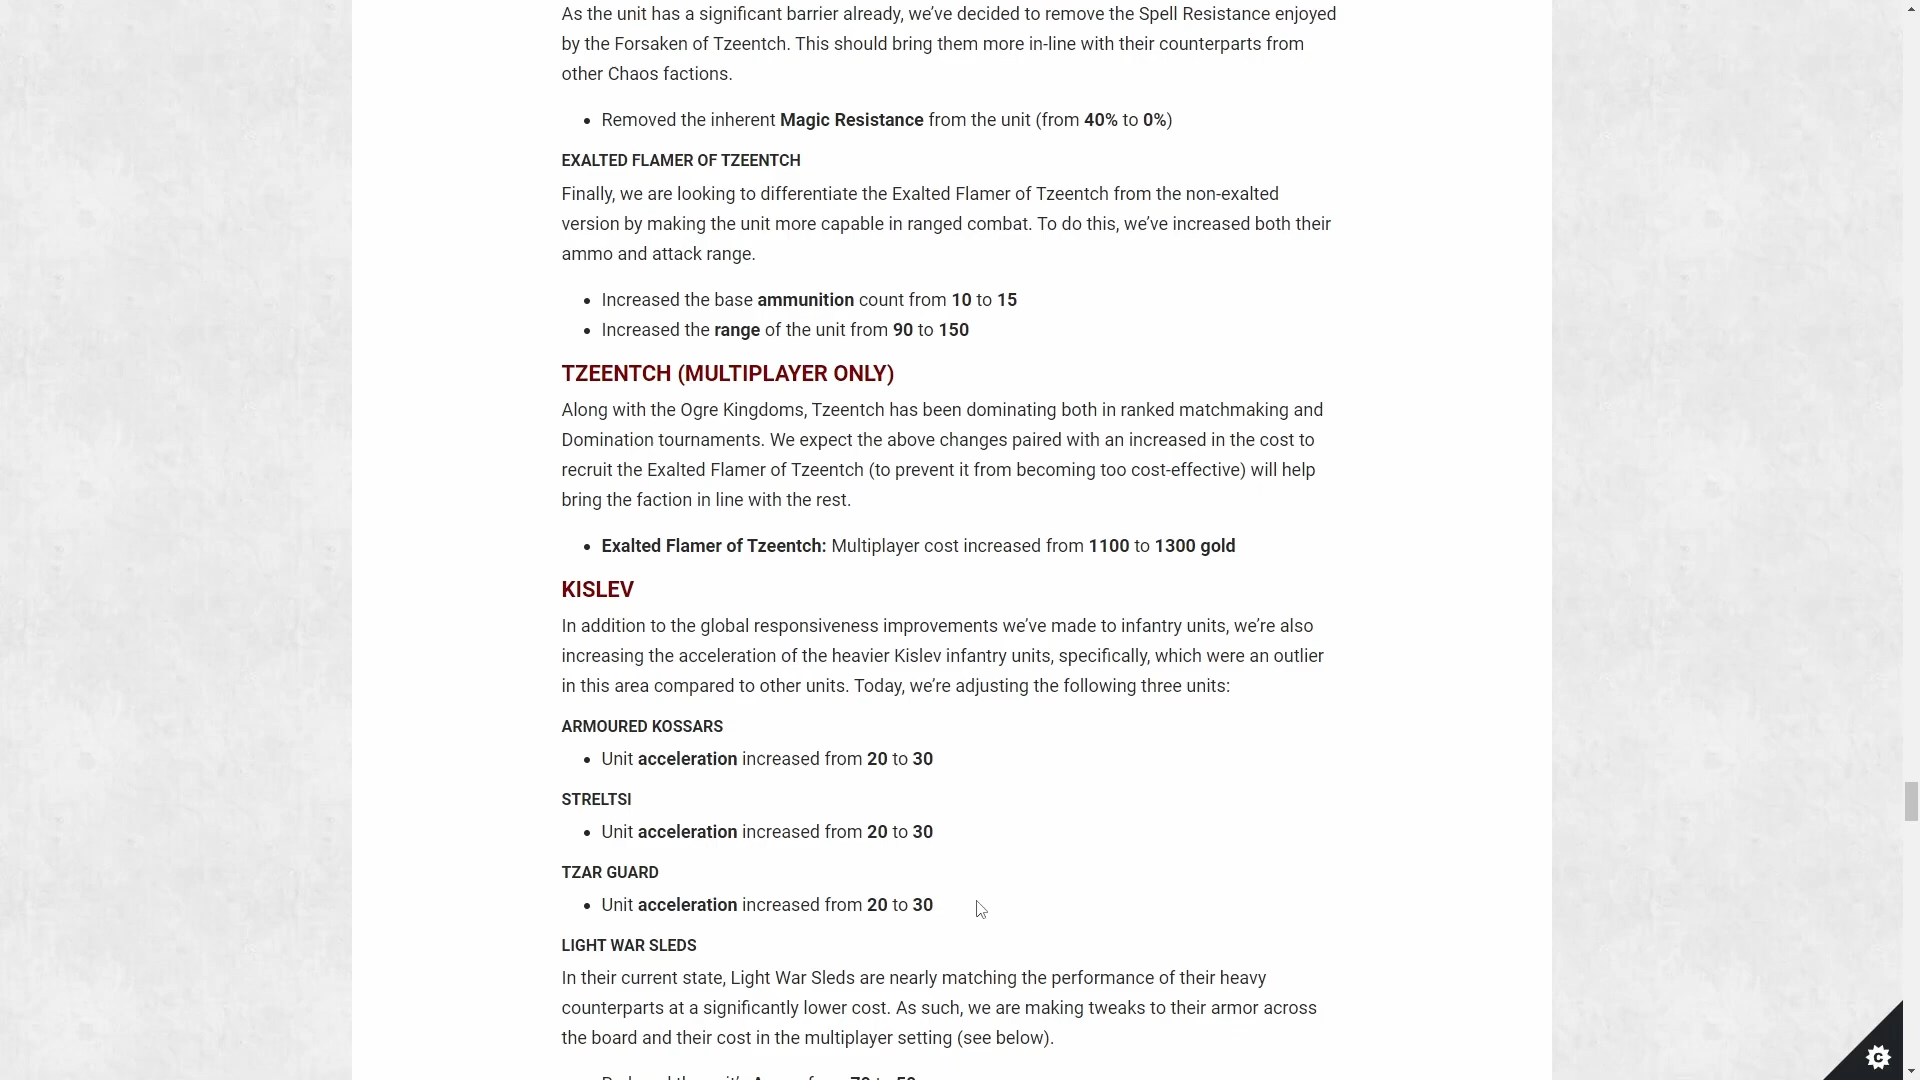 As the unit has a significant barrier already, we’ve decided to remove the Spell Resistance enjoyed
by the Forsaken of Tzeentch. This should bring them more in-line with their counterparts from
other Chaos factions.
• Removed the inherent Magic Resistance from the unit (from 40% to 0%)
EXALTED FLAMER OF TZEENTCH
Finally, we are looking to differentiate the Exalted Flamer of Tzeentch from the non-exalted
version by making the unit more capable in ranged combat. To do this, we’ve increased both their
ammo and attack range.
• Increased the base ammunition count from 10 to 15
• Increased the range of the unit from 90 to 150
TZEENTCH (MULTIPLAYER ONLY)
Along with the Ogre Kingdoms, Tzeentch has been dominating both in ranked matchmaking and
Domination tournaments. We expect the above changes paired with an increased in the cost to
recruit the Exalted Flamer of Tzeentch (to prevent it from becoming too cost-effective) will help
bring the faction in line with the rest.
• Exalted Flamer of Tzeentch: Multiplayer cost increased from 1100 to 1300 gold
KISLEV
In addition to the global responsiveness improvements we’ve made to infantry units, we’re also
increasing the acceleration of the heavier Kislev infantry units, specifically, which were an outlier
in this area compared to other units. Today, we’re adjusting the following three units:
ARMOURED KOSSARS
• Unit acceleration increased from 20 to 30
STRELTSI
• Unit acceleration increased from 20 to 30
TZAR GUARD
• Unit acceleration increased from 20 to 30
LIGHT WAR SLEDS
In their current state, Light War Sleds are nearly matching the performance of their heavy
counterparts at a significantly lower cost. As such, we are making tweaks to their armor across
the board and their cost in the multiplayer setting (see below).